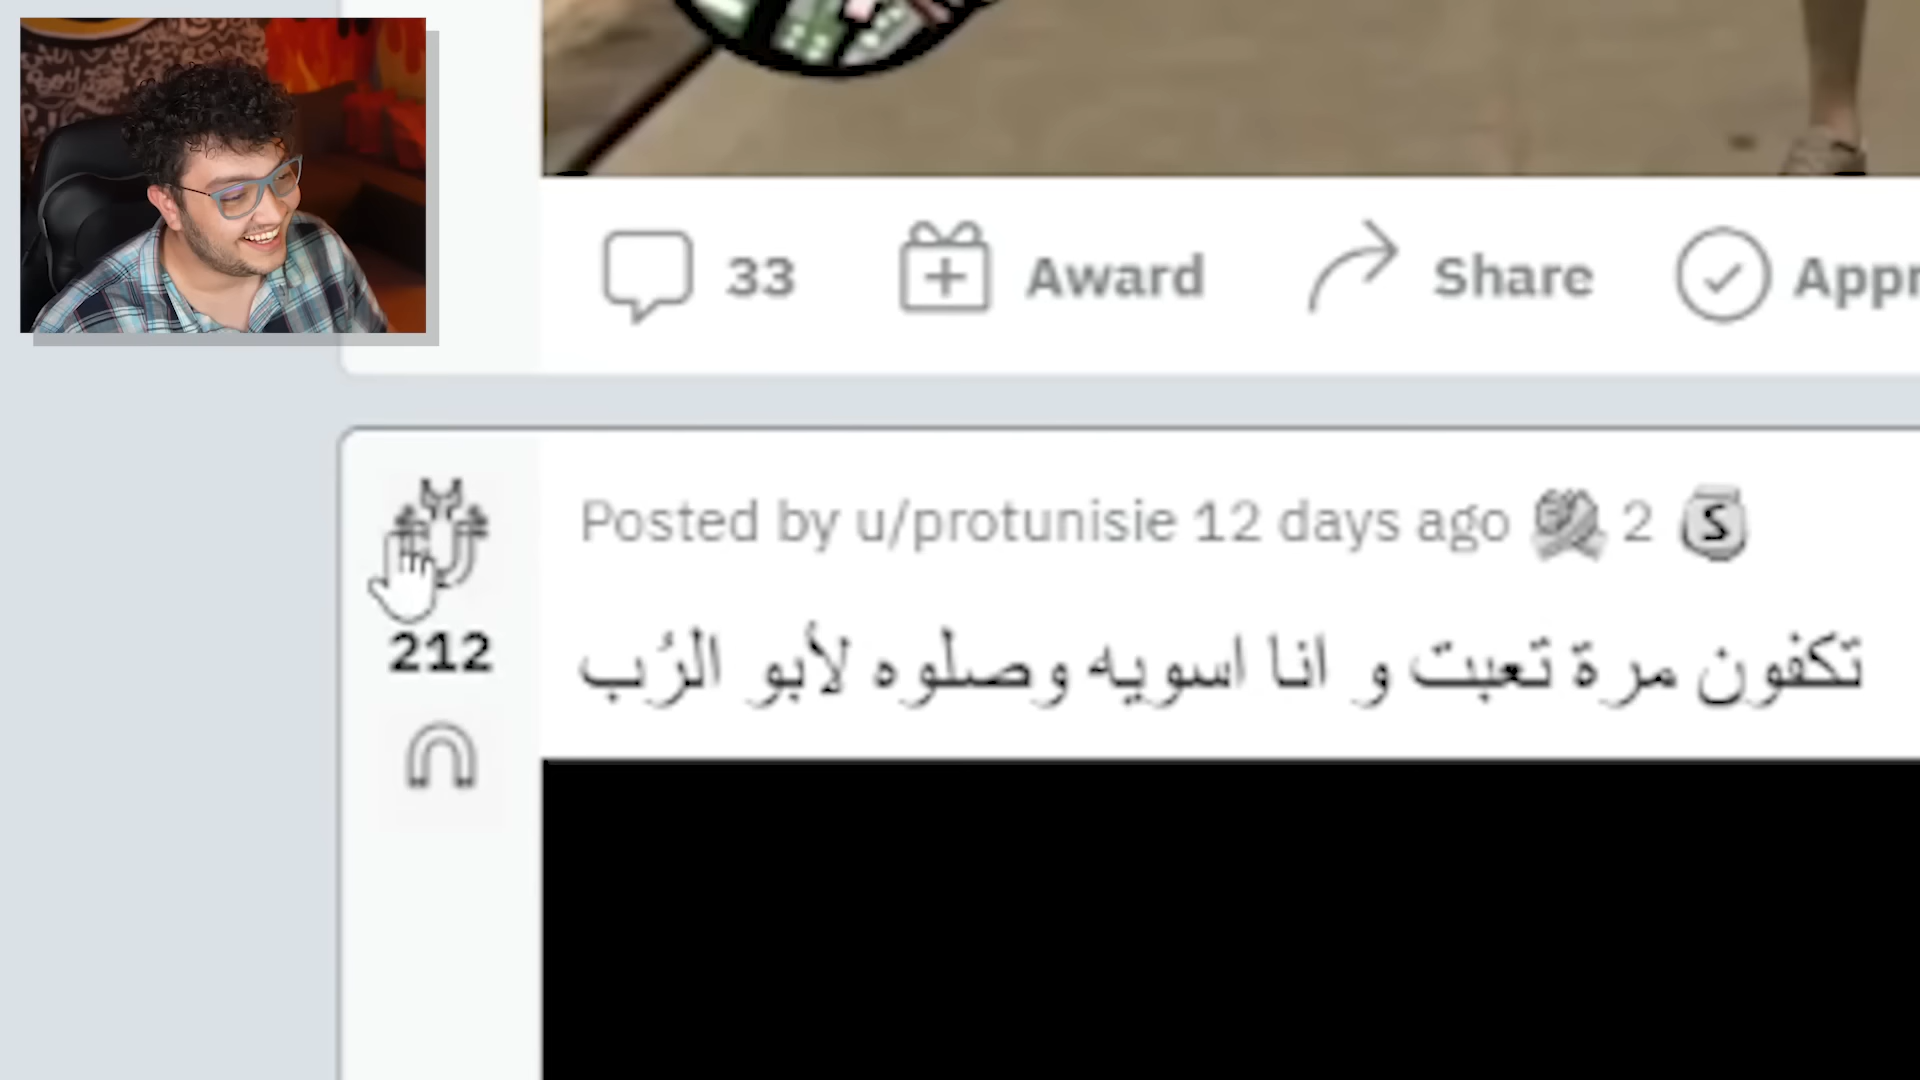 33 Award Share Appr
Posted by u/protunisie 12 days ago 2 S
تكفون مرة تعبت و انا اسويه وصلوه لأبو الرُب
212